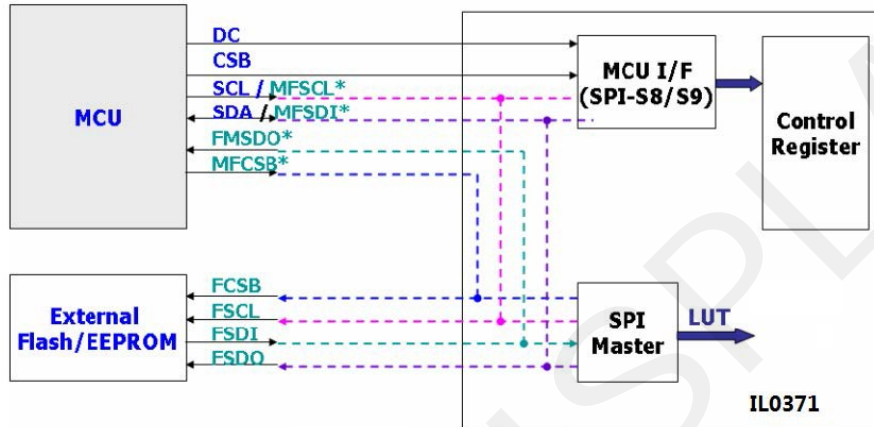 DC
CSB
SCL / MFSCL*
SDA / MFSDI*
FMSDO*
MFCSB*
MCU
MCU I/F
(SPI-S8/S9)
Control
Register
FCSB
FSCL
FSDI
FSDO
External
Flash/EEPROM
SPI
Master
LUT
IL0371